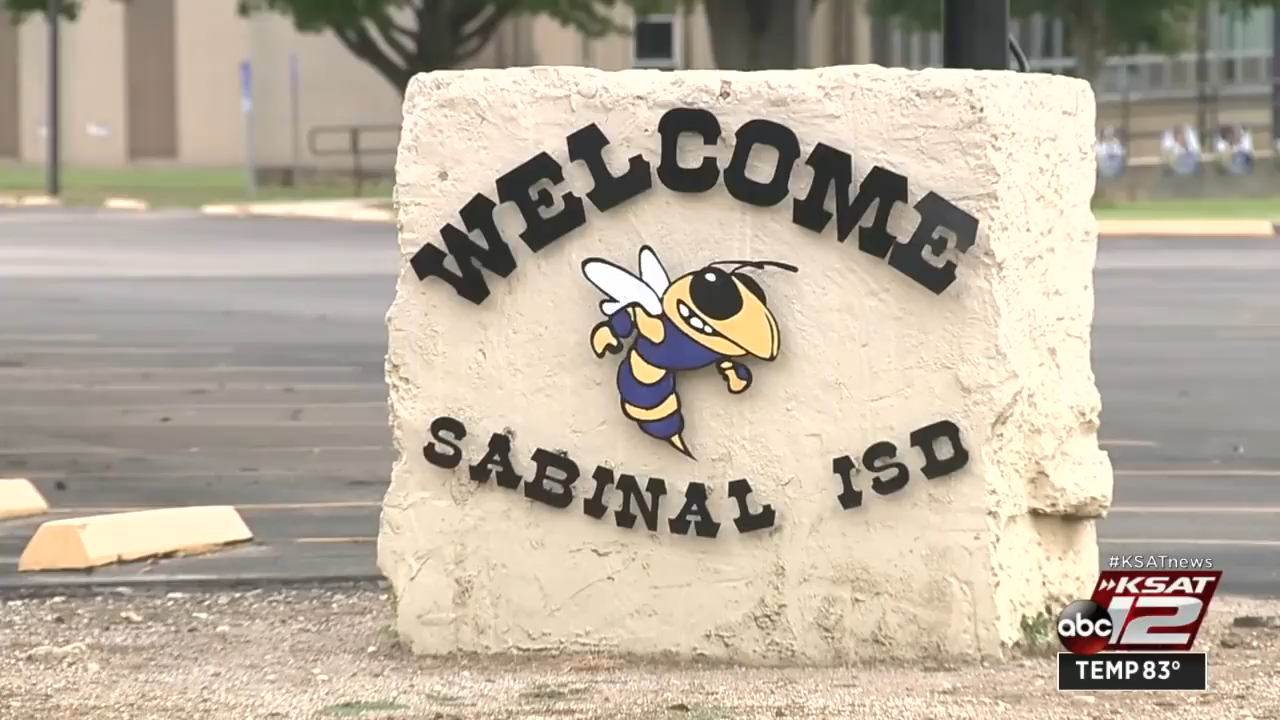 WELCOME
SABINAL ISD
#KSATnews
KSAT
abc 12
TEMP 83°